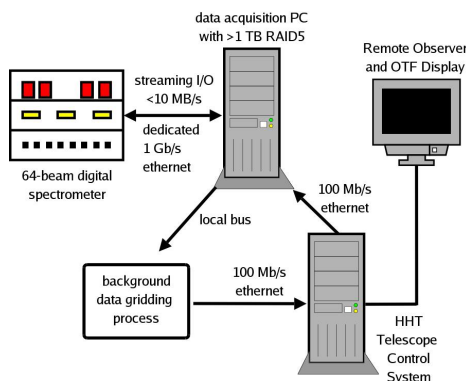 data acquisition PC
with >1 TB RAID5
Remote Observer
and OTF Display
streaming I/O
<10 MB/s
dedicated
1 Gb/s
ethernet
64-beam digital
spectrometer
100 Mb/s
ethernet
local bus
background
data gridding
process
100 Mb/s
ethernet
HHT
Telescope
Control
System